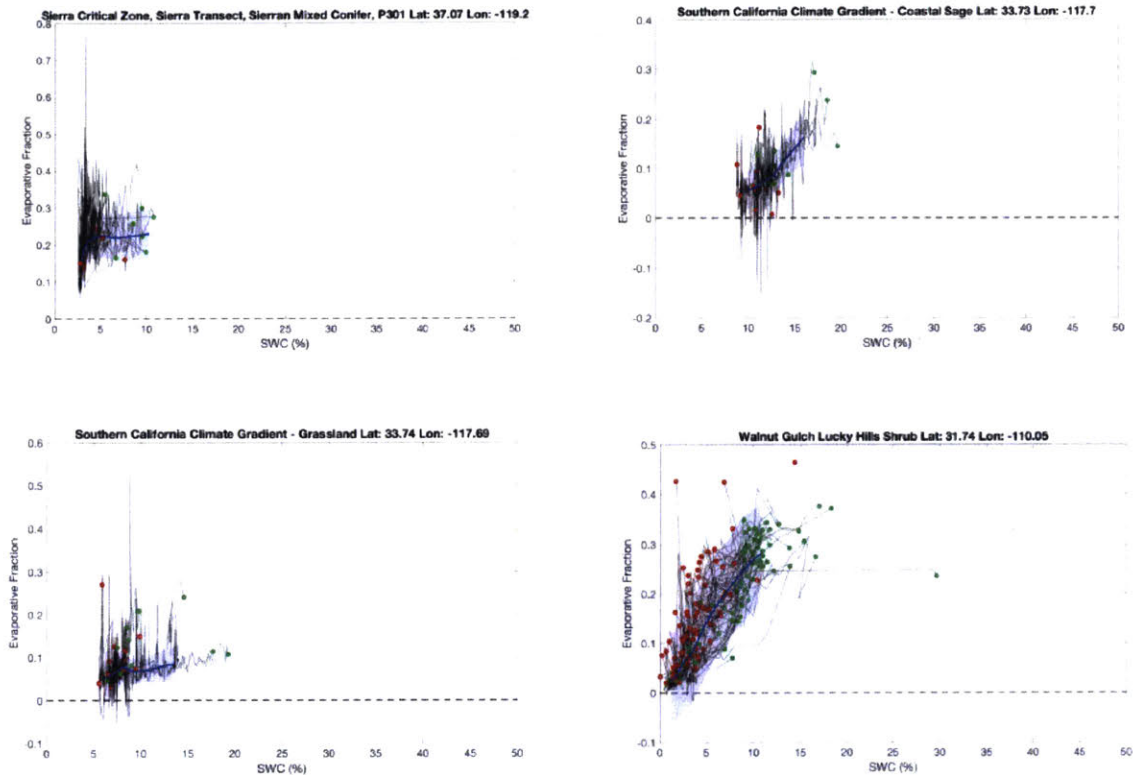 Sierra Critical Zone, Sierra Transect, Sierran Mixed Conifer, P301 Lat: 37.07 Lon: -119.2
0.8
0.7
0.6
0.5
0.4
0.3
0.2
0.1
0
Evaporative Fraction
0 5 10 15 20 25 30 35 40 45 50
SWC (%)
Southern California Climate Gradient - Coastal Sage Lat: 33.73 Lon: -117.7
0.4
0.3
0.2
0.1
0
-0.1
-0.2
Evaporative Fraction
0 5 10 15 20 25 30 35 40 45 50
SWC (%)
Southern California Climate Gradient - Grassland Lat: 33.74 Lon: -117.69
0.6
0.5
0.4
0.3
0.2
0.1
0
-0.1
Evaporative Fraction
0 5 10 15 20 25 30 35 40 45 50
SWC (%)
Walnut Gulch Lucky Hills Shrub Lat: 31.74 Lon: -110.05
0.5
0.4
0.3
0.2
0.1
0
-0.1
Evaporative Fraction
0 5 10 15 20 25 30 35 40 45 50
SWC (%)